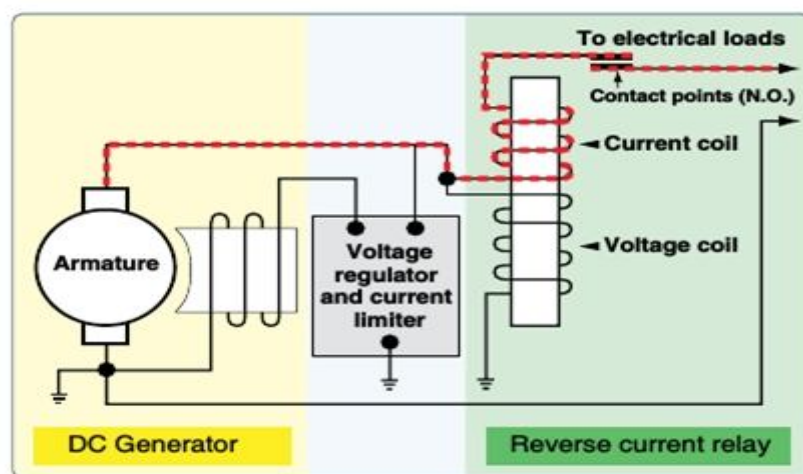 To electrical loads
Contact points (N.O.)
Current coil
Voltage coil
Armature
Voltage
regulator
and current
limiter
DC Generator
Reverse current relay